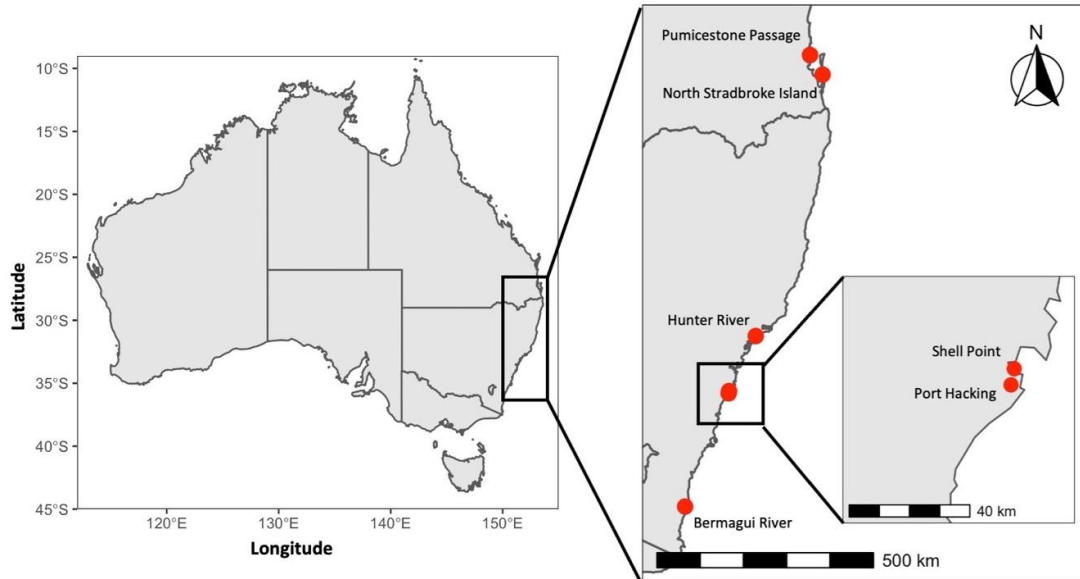 10°S
15°S
20°S
25°S
30°S
35°S
40°S
45°S
Latitude
120°E
130°E
140°E
150°E
Longitude
Pumicestone Passage
North Stradbroke Island
Hunter River
Bermagui River
500 km
N
Shell Point
Port Hacking
40 km